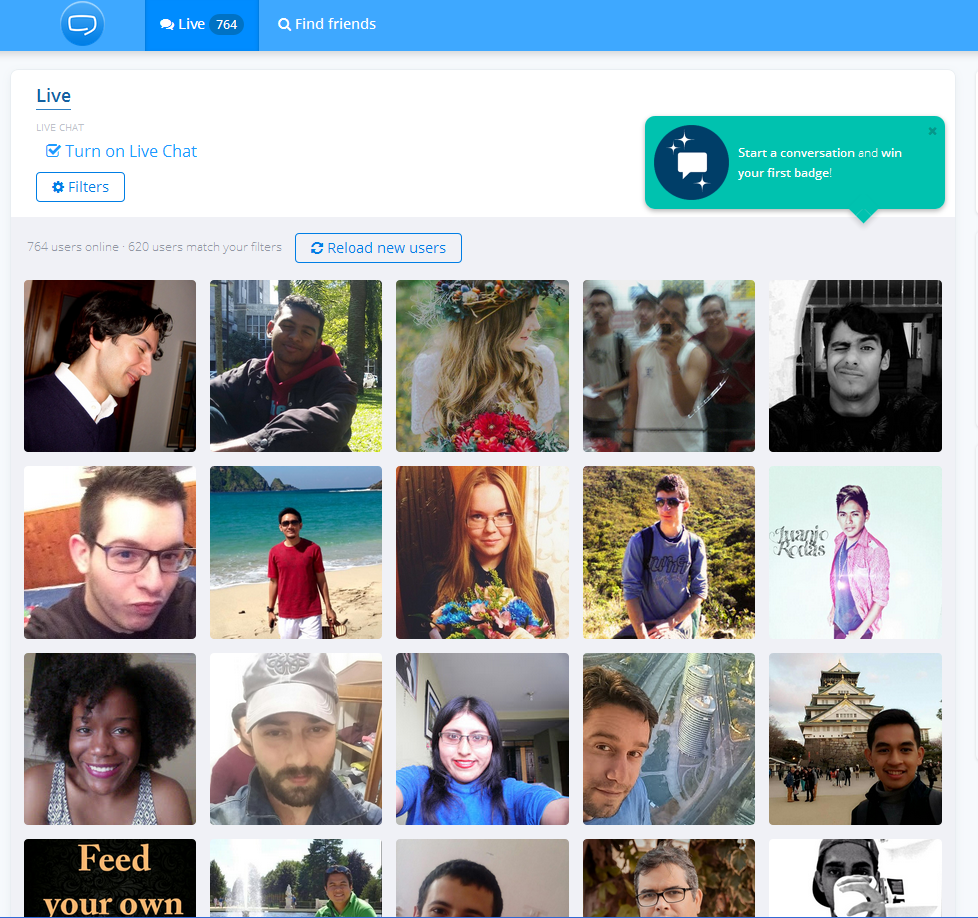 Live 764
Find friends
Live
LIVE CHAT
Turn on Live Chat
Filters
Start a conversation and win
your first badge!
764 users online · 620 users match your filters
Reload new users
Juanjo
Rodas
Feed
your own